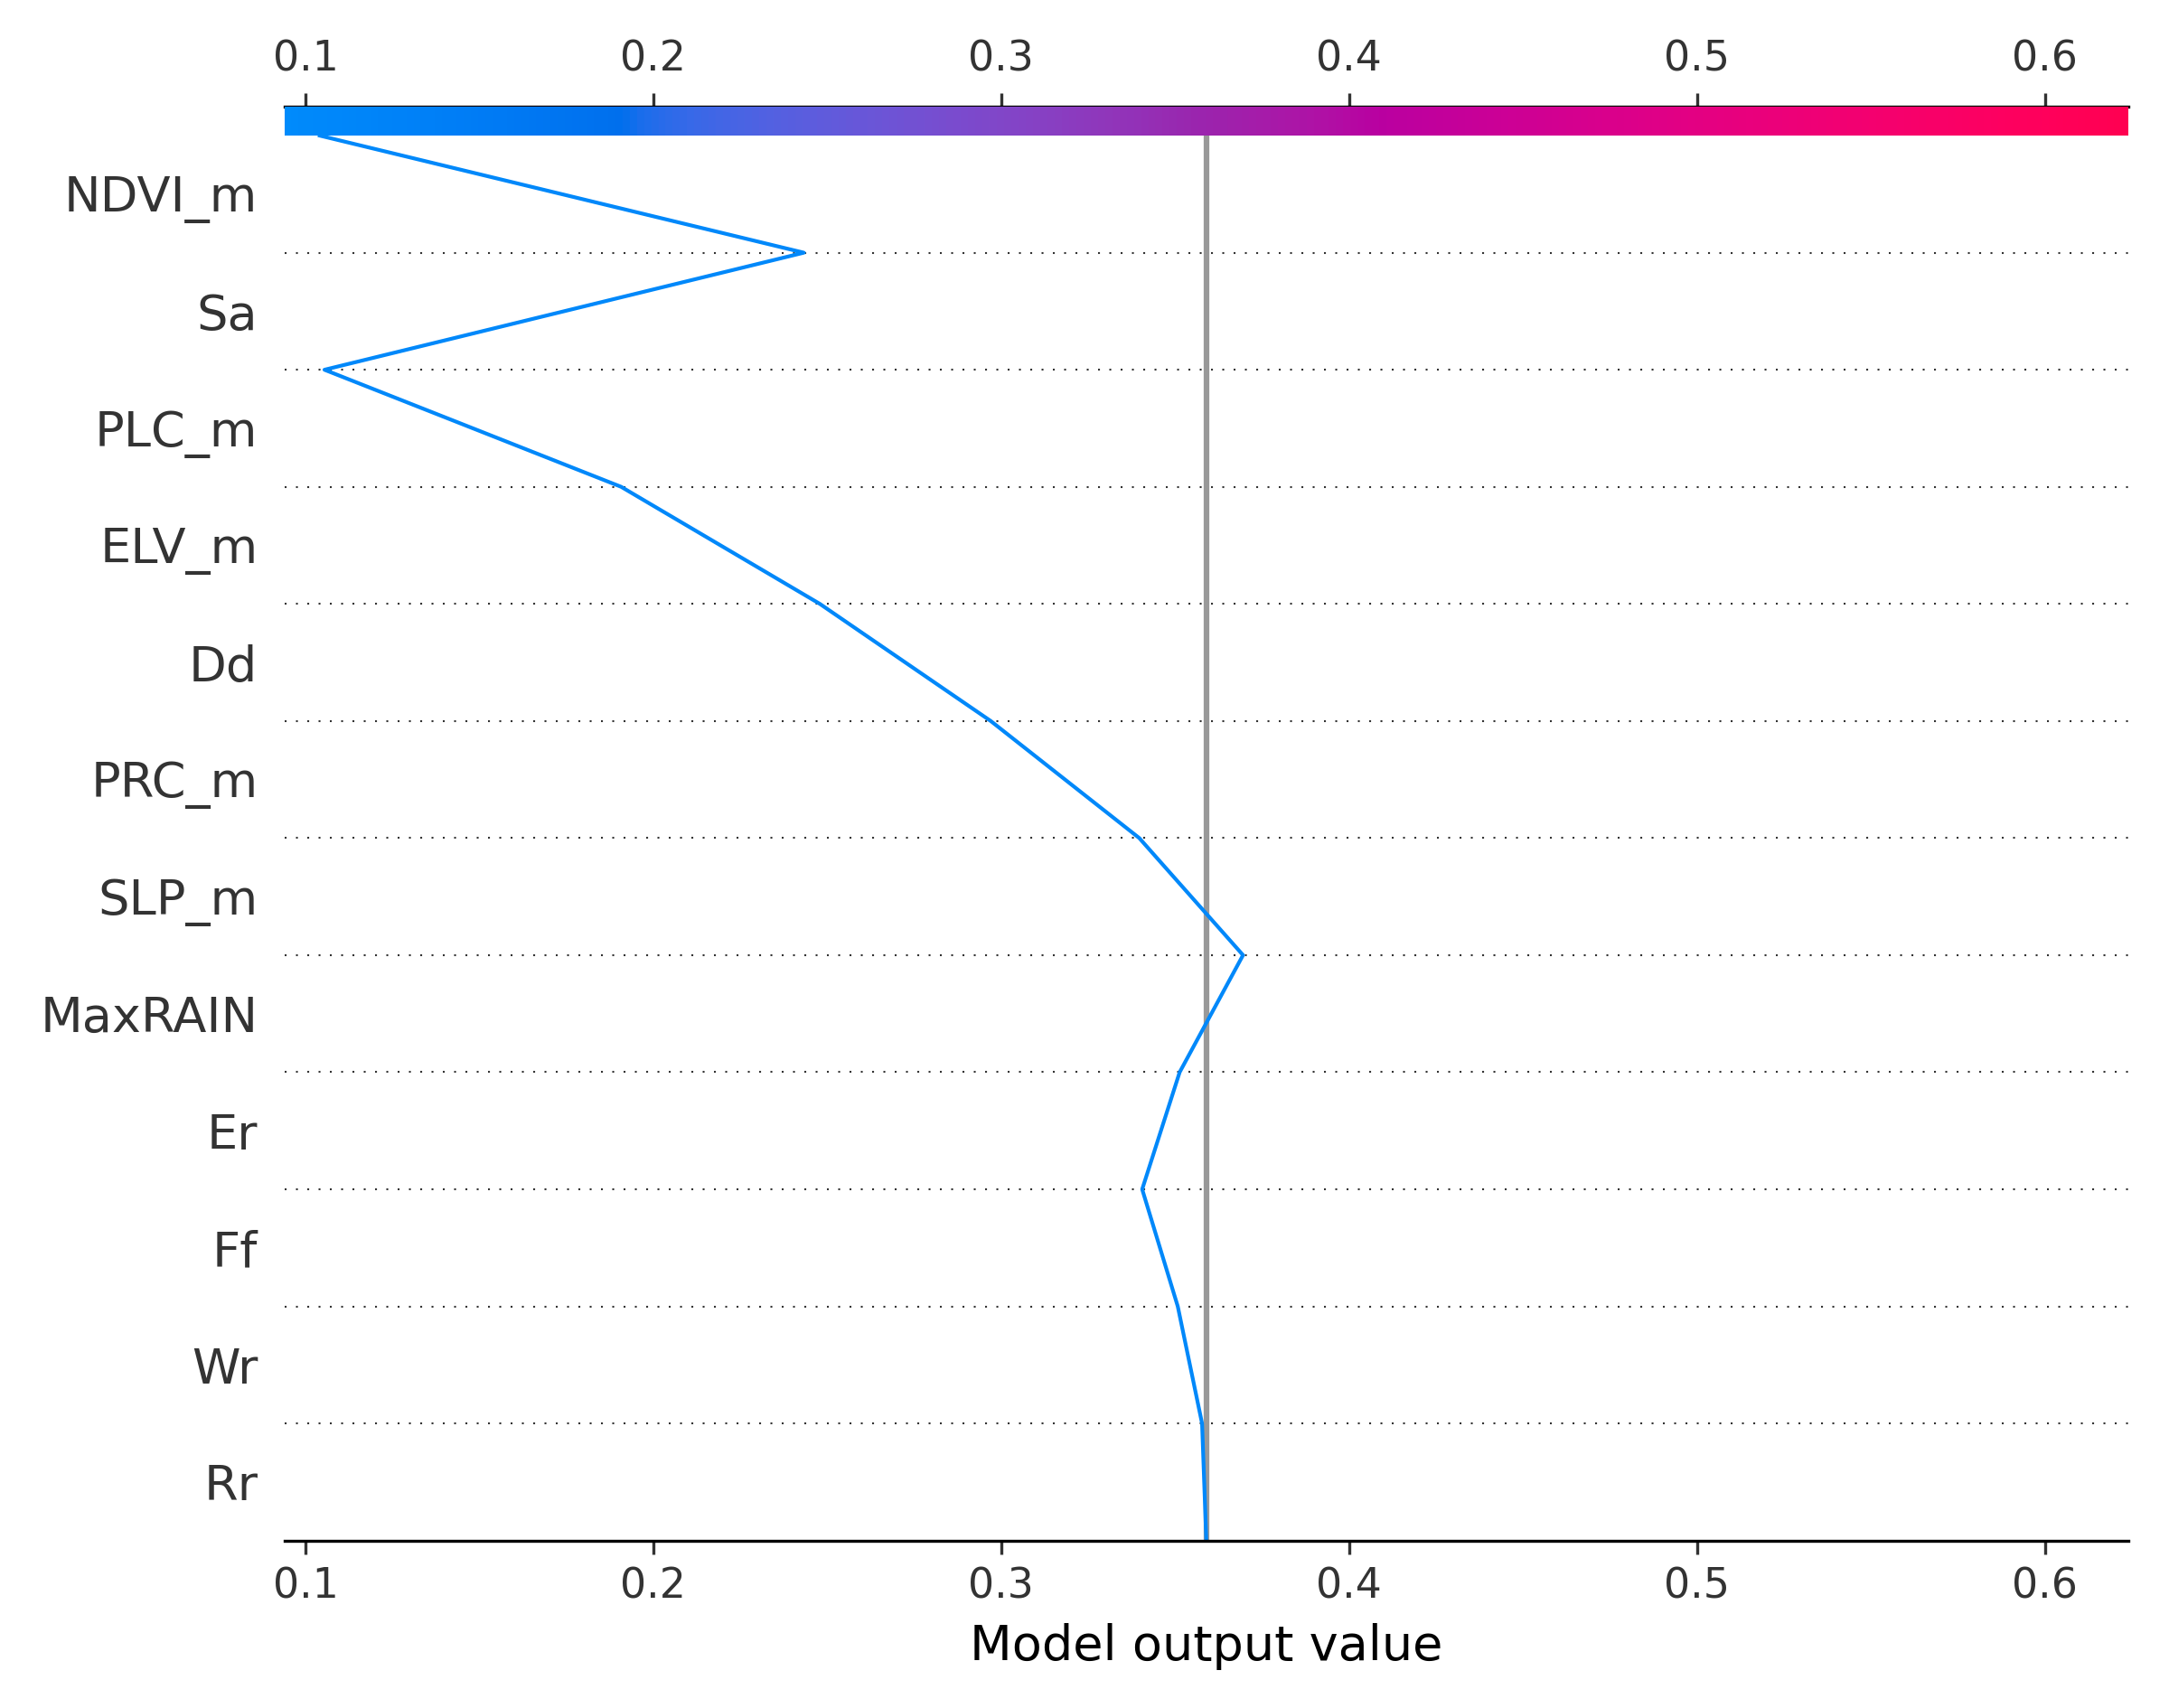 0.1 0.2 0.3 0.4 0.5 0.6
NDVI_m
Sa
PLC_m
ELV_m
Dd
PRC_m
SLP_m
MaxRAIN
Er
Ff
Wr
Rr
0.1 0.2 0.3 0.4 0.5 0.6
Model output value